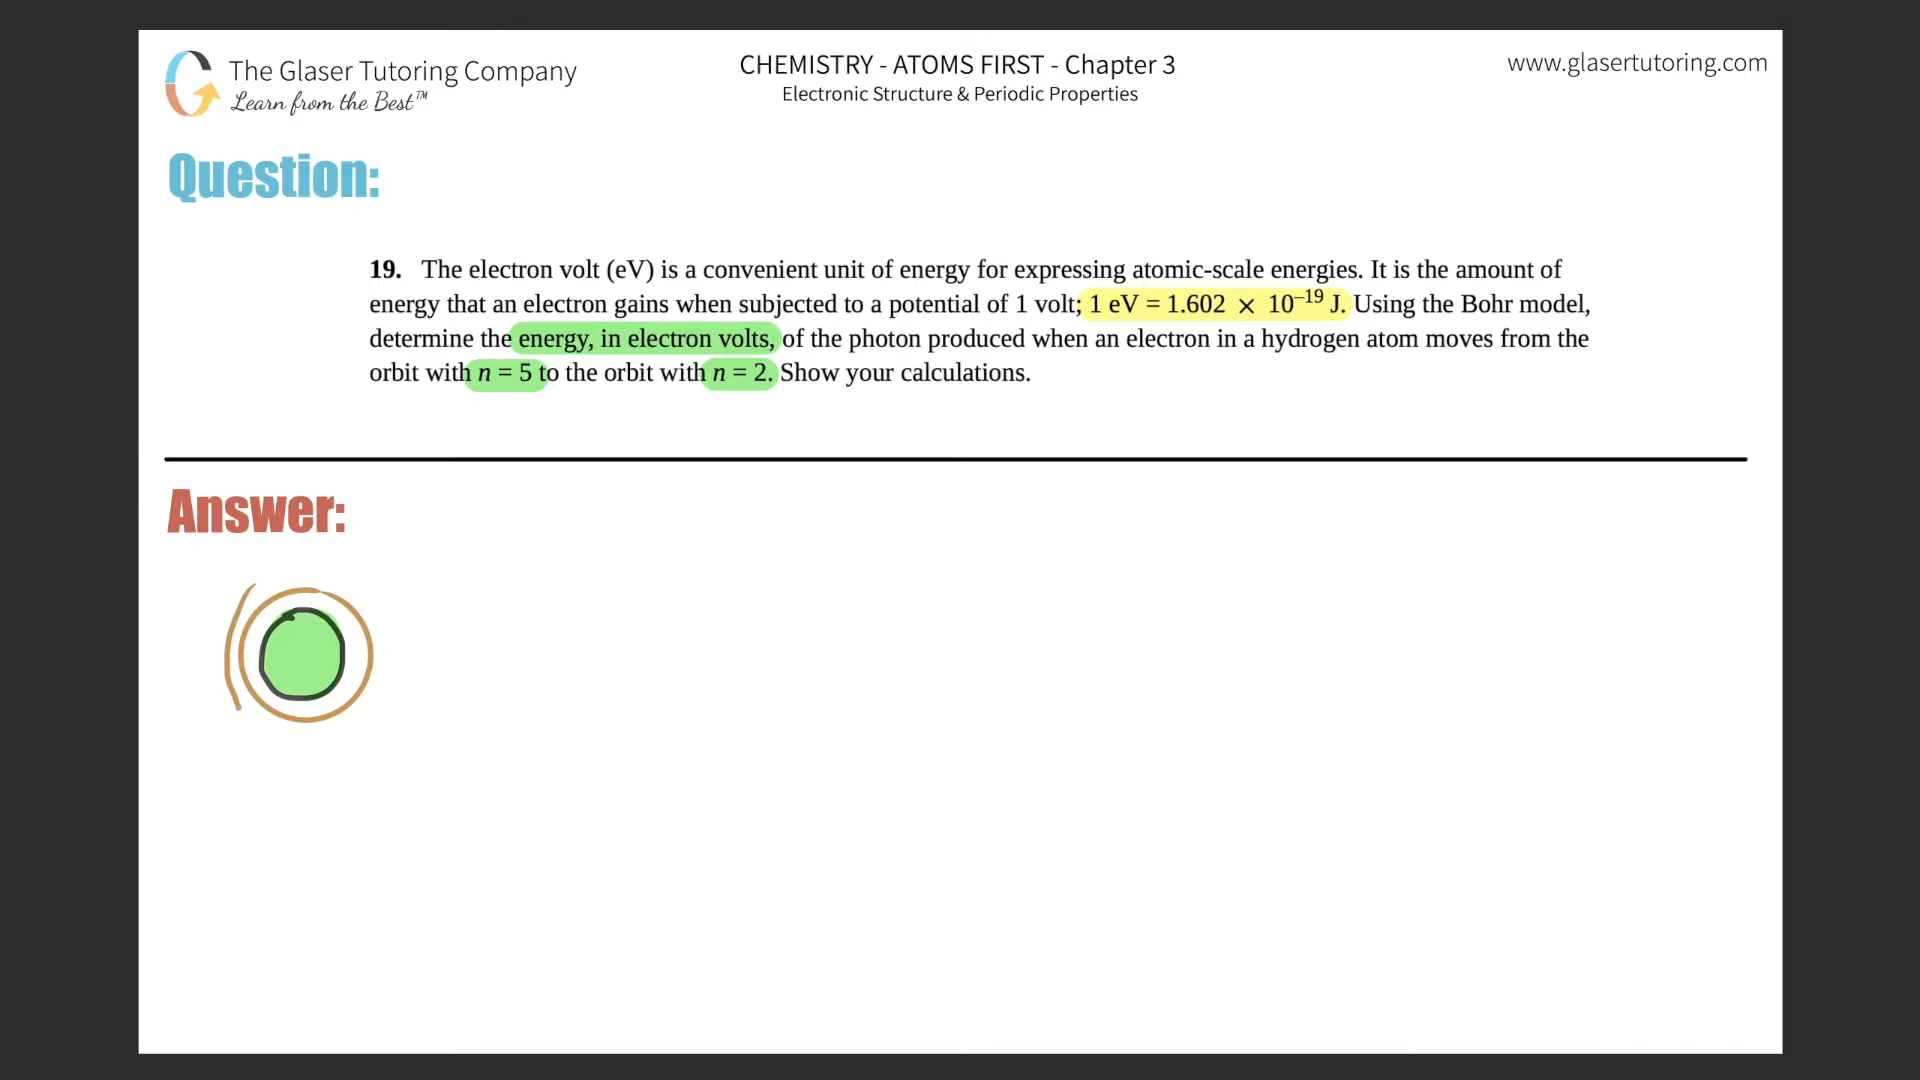 The Glaser Tutoring Company
Learn from the Best™
CHEMISTRY - ATOMS FIRST - Chapter 3
Electronic Structure & Periodic Properties
www.glasertutoring.com
Question:
19. The electron volt (eV) is a convenient unit of energy for expressing atomic-scale energies. It is the amount of
energy that an electron gains when subjected to a potential of 1 volt; 1 eV = 1.602 × 10⁻¹⁹ J. Using the Bohr model,
determine the energy, in electron volts, of the photon produced when an electron in a hydrogen atom moves from the
orbit with n = 5 to the orbit with n = 2. Show your calculations.
Answer: